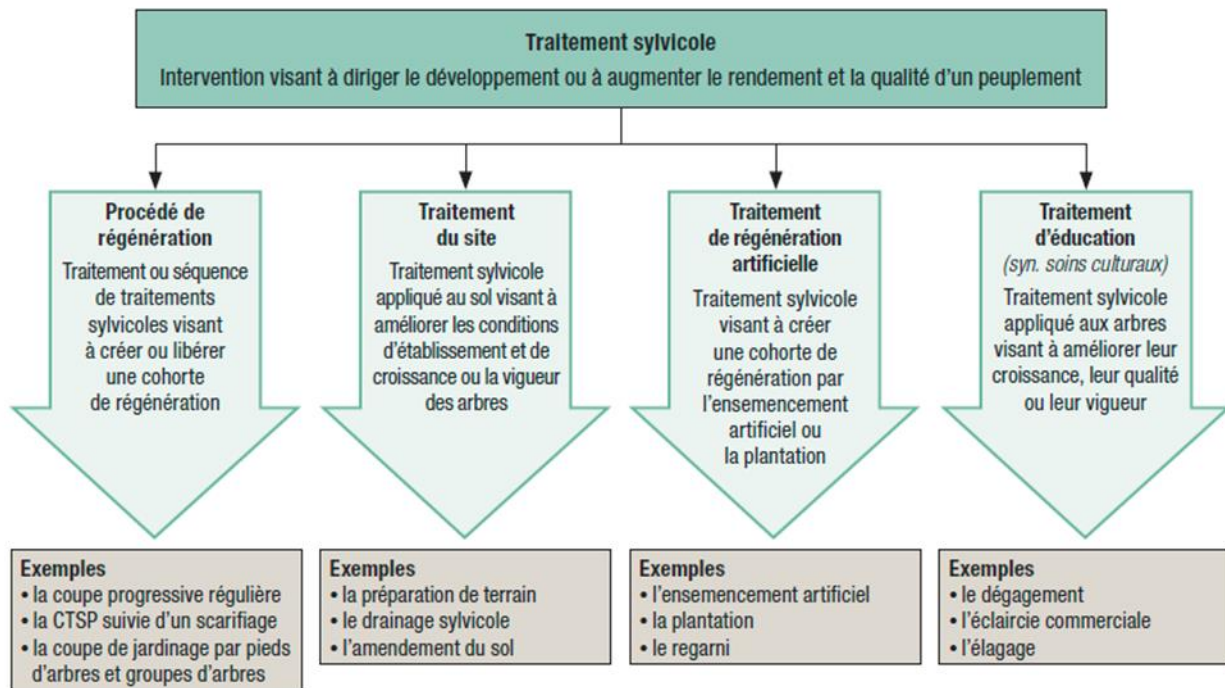 Traitement sylvicole
Intervention visant à diriger le développement ou à augmenter le rendement et la qualité d’un peuplement
Procédé de
régénération
Traitement ou séquence
de traitements
sylvicoles visant
à créer ou libérer
une cohorte
de régénération
Traitement
du site
Traitement sylvicole
appliqué au sol visant à
améliorer les conditions
d’établissement et de
croissance ou la vigueur
des arbres
Traitement
de régénération
artificielle
Traitement sylvicole
visant à créer
une cohorte de
régénération par
l’ensemencement
artificiel ou
la plantation
Traitement
d’éducation
(syn. soins culturaux)
Traitement sylvicole
appliqué aux arbres
visant à améliorer leur
croissance, leur qualité
ou leur vigueur
Exemples
• la coupe progressive régulière
• la CTSP suivie d’un scarifiage
• la coupe de jardinage par pieds
d’arbres et groupes d’arbres
Exemples
• la préparation de terrain
• le drainage sylvicole
• l’amendement du sol
Exemples
• l’ensemencement artificiel
• la plantation
• le regarni
Exemples
• le dégagement
• l’éclaircie commerciale
• l’élagage